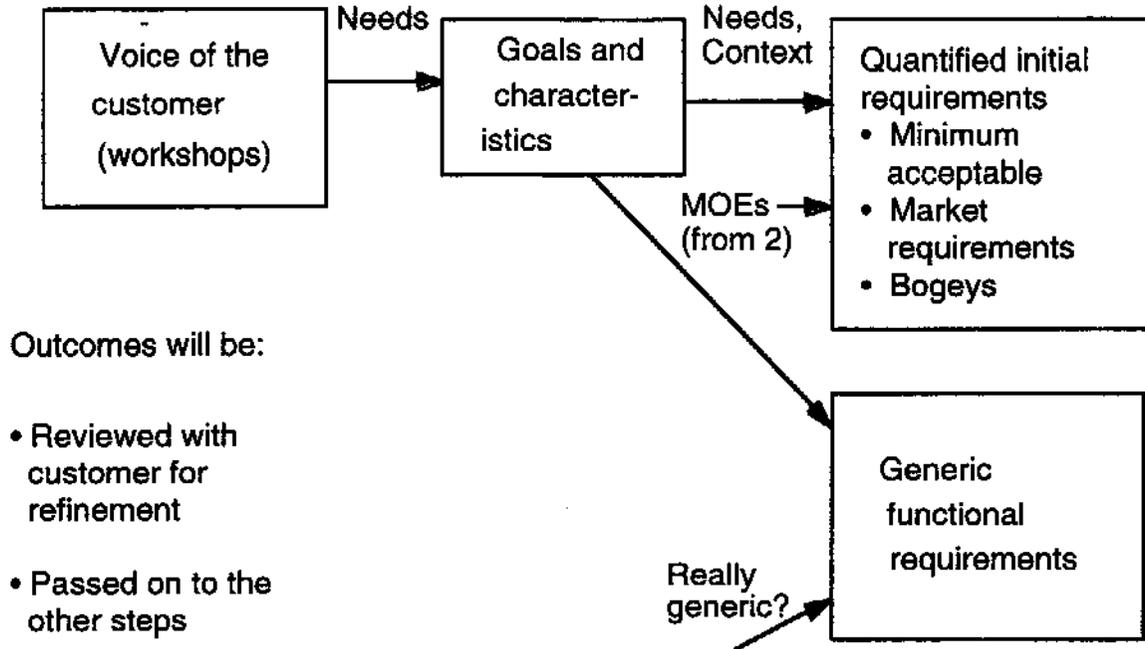 Voice of the
customer
(workshops)
Needs
Goals and
character-
istics
Needs,
Context
Quantified initial
requirements
• Minimum
acceptable
• Market
requirements
• Bogeys
MOEs
(from 2)
Outcomes will be:
• Reviewed with
customer for
refinement
• Passed on to the
other steps
Generic
functional
requirements
Really
generic?